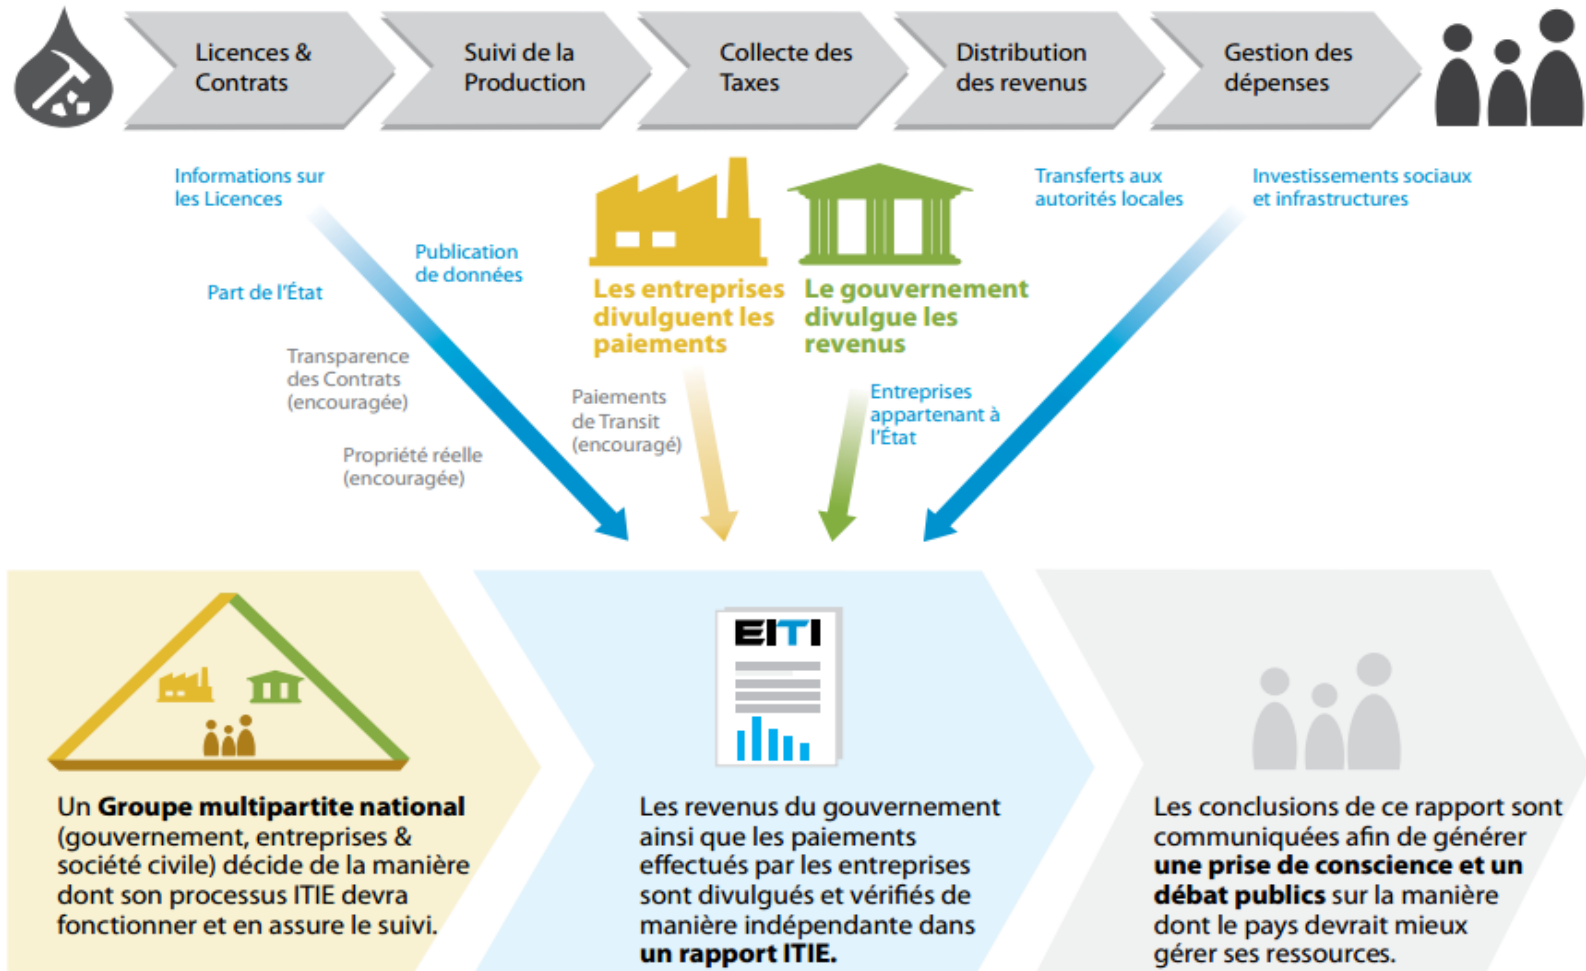 Licences &
Contrats
Suivi de la
Production
Collecte des
Taxes
Distribution
des revenus
Gestion des
dépenses
Informations sur
les Licences
Part de l'État
Transparence
des Contrats
(encouragée)
Propriété réelle
(encouragée)
Publication
de données
Les entreprises
divulguent les
paiements
Paiements
de Transit
(encouragé)
Le gouvernement
divulgue les
revenus
Entreprises
appartenant à
l'État
Transferts aux
autorités locales
Investissements sociaux
et infrastructures
Un Groupe multipartite national
(gouvernement, entreprises &
société civile) décide de la manière
dont son processus ITIE devra
fonctionner et en assure le suivi.
EITI
Les revenus du gouvernement
ainsi que les paiements
effectués par les entreprises
sont divulgués et vérifiés de
manière indépendante dans
un rapport ITIE.
Les conclusions de ce rapport sont
communiquées afin de générer
une prise de conscience et un
débat publics sur la manière
dont le pays devrait mieux
gérer ses ressources.